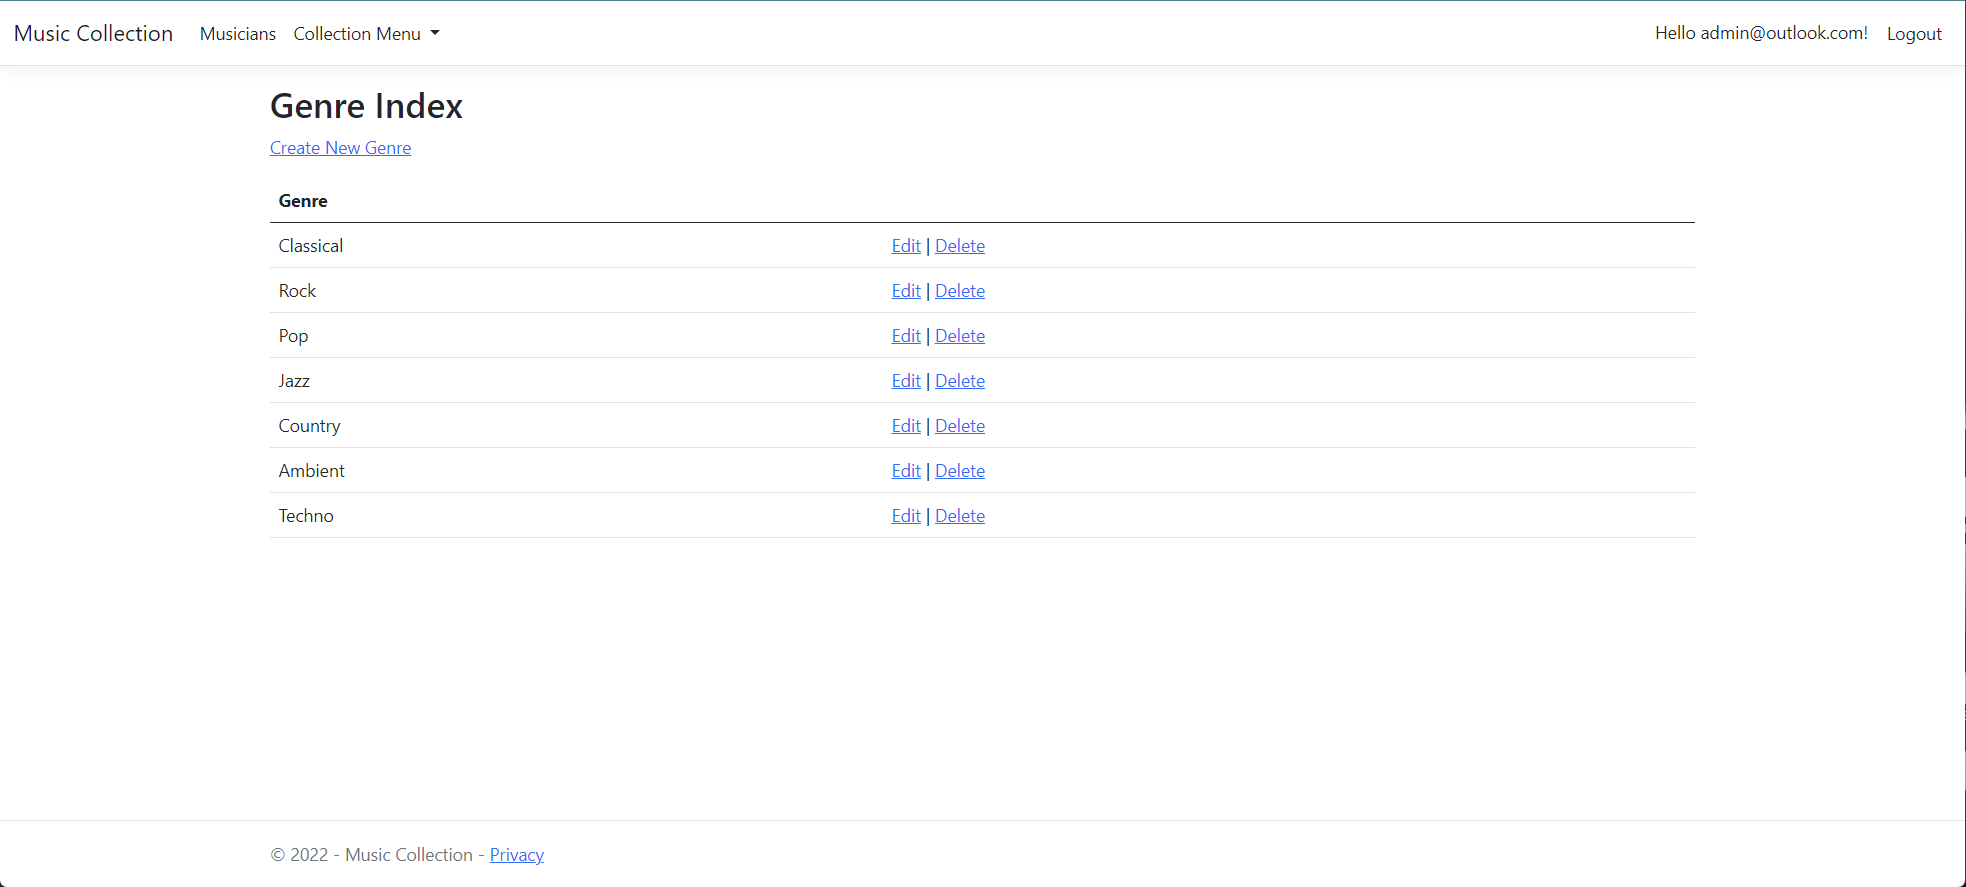 Music Collection Musicians Collection Menu Hello admin@outlook.com! Logout
Genre Index
Create New Genre
Genre
Classical Edit | Delete
Rock Edit | Delete
Pop Edit | Delete
Jazz Edit | Delete
Country Edit | Delete
Ambient Edit | Delete
Techno Edit | Delete
© 2022 - Music Collection - Privacy